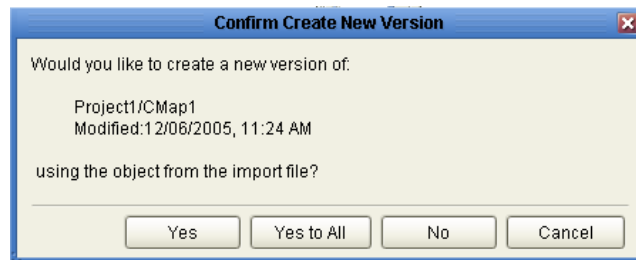 Confirm Create New Version
Would you like to create a new version of:
Project1/CMap1
Modified:12/06/2005, 11:24 AM
using the object from the import file?
Yes
Yes to All
No
Cancel